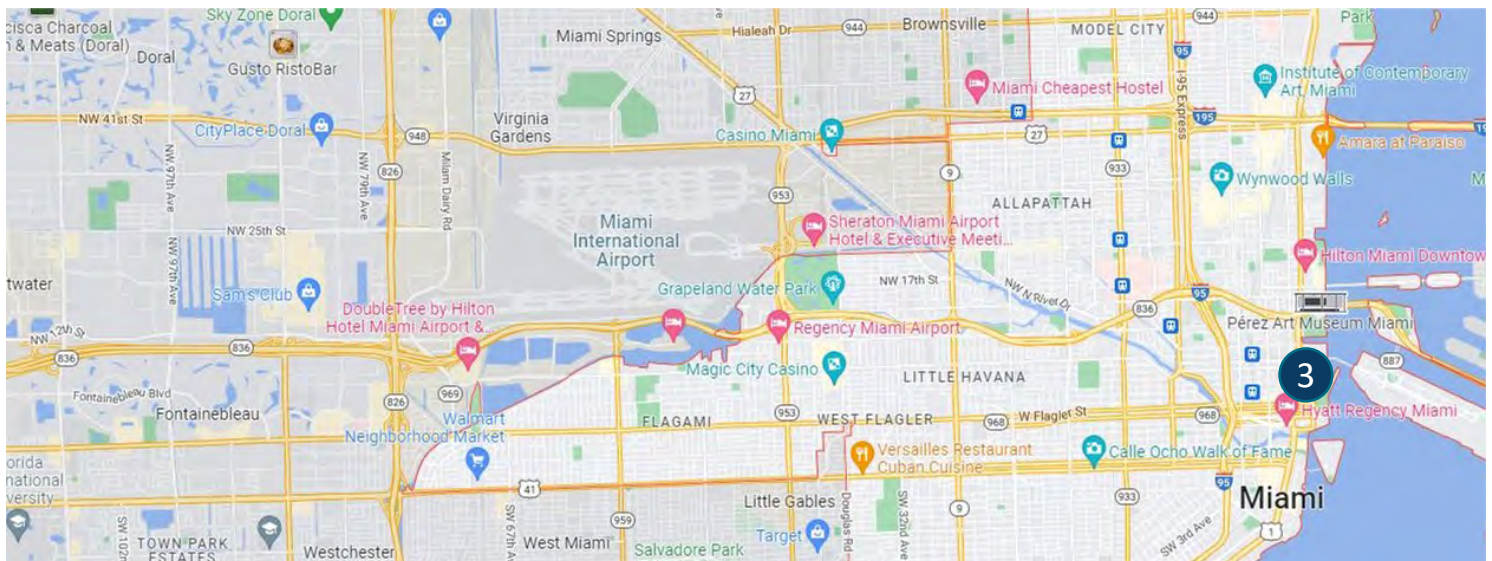 Sky Zone Doral
cisca Charcoal
n & Meats (Doral)
Doral
Gusto RistoBar
Miami Springs
Hialeah Dr
944
Brownsville
MODEL CITY
944
Park
95
I-95 Express
27
Miami Cheapest Hostel
Institute of Contemporary
Art, Miami
NW 41st St
CityPlace Doral
948
Virginia
Gardens
Casino Miami
27
195
195
Amara at Paraiso
NW 97th Ave
NW 79th Ave
826
Milam Dairy Rd
953
9
933
Wynwood Walls
M
ALLAPATTAH
NW 25th St
Miami
International
Airport
Sheraton Miami Airport
Hotel & Executive Meeti...
Hilton Miami Downtow
twater
NW 97th Ave
Sam's Club
Grapeland Water Park
NW 17th St
NW N River Dr
95
DoubleTree by Hilton
Hotel Miami Airport &...
836
Pérez Art Museum Miami
NW 12th St
836
836
Regency Miami Airport
887
3
Magic City Casino
LITTLE HAVANA
Fontainebleau Blvd
969
826
Fontainebleau
Walmart
Neighborhood Market
FLAGAMI
953
WEST FLAGLER
968
W Flagler St
968
Hyatt Regency Miami
orida
national
versity
Versailles Restaurant
Cuban Cuisine
Calle Ocho Walk of Fame
95
41
Little Gables
933
Miami
SW 102n
TOWN PARK
ESTATES
Westchester
SW 67th A
959
West Miami
Salvadore Park
Target
Douglas Rd
SW 32nd Ave
9
SW 3rd Ave
1